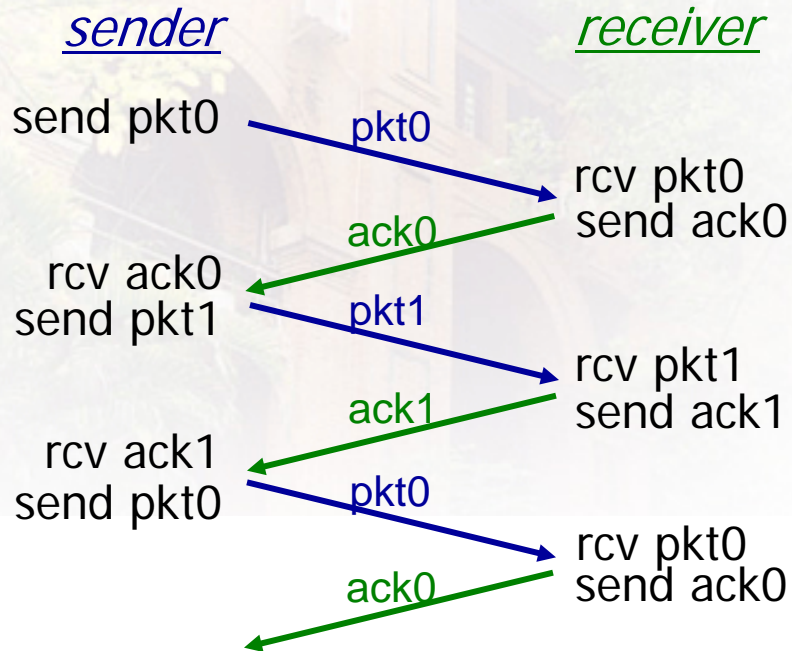 sender receiver
send pkt0
pkt0
rcv pkt0
send ack0
ack0
rcv ack0
send pkt1
pkt1
rcv pkt1
send ack1
ack1
rcv ack1
send pkt0
pkt0
rcv pkt0
send ack0
ack0